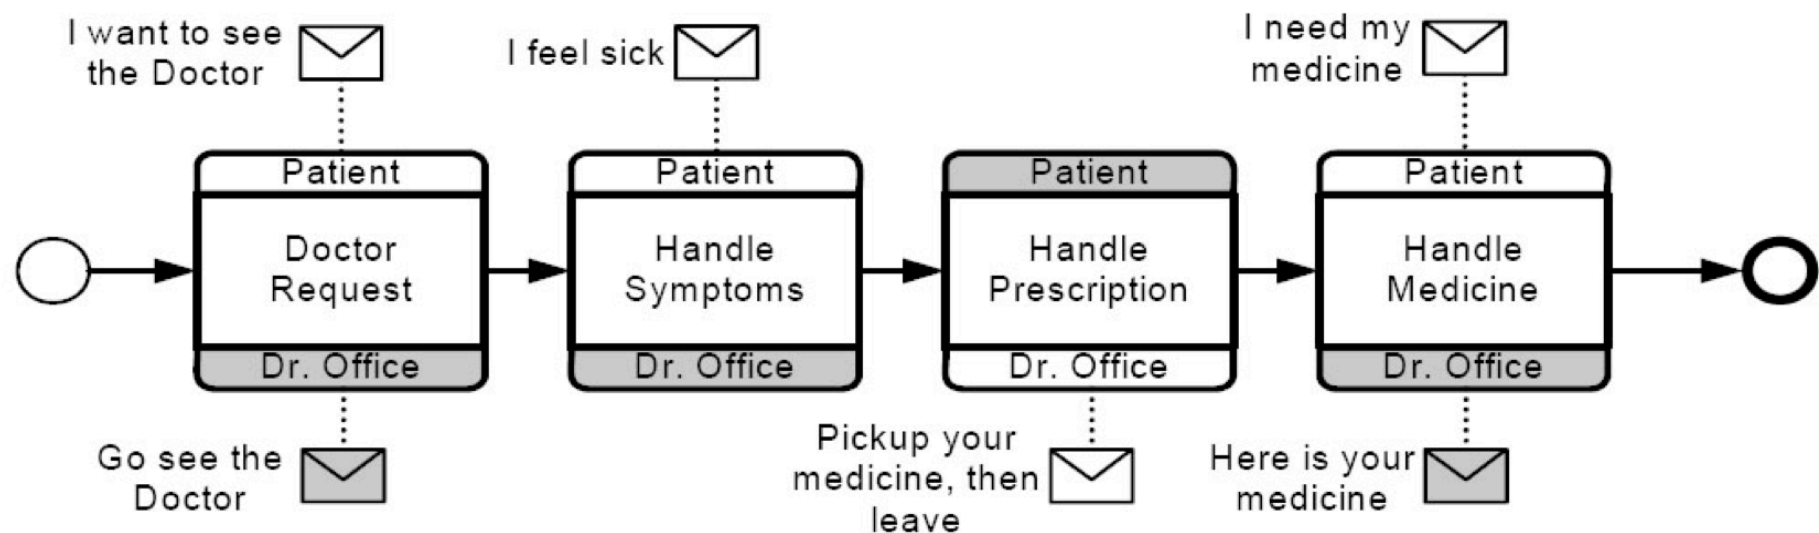 I want to see
the Doctor
I feel sick
I need my
medicine
Patient
Patient
Patient
Patient
Doctor
Request
Handle
Symptoms
Handle
Prescription
Handle
Medicine
Dr. Office
Dr. Office
Dr. Office
Dr. Office
Go see the
Doctor
Pickup your
medicine, then
leave
Here is your
medicine